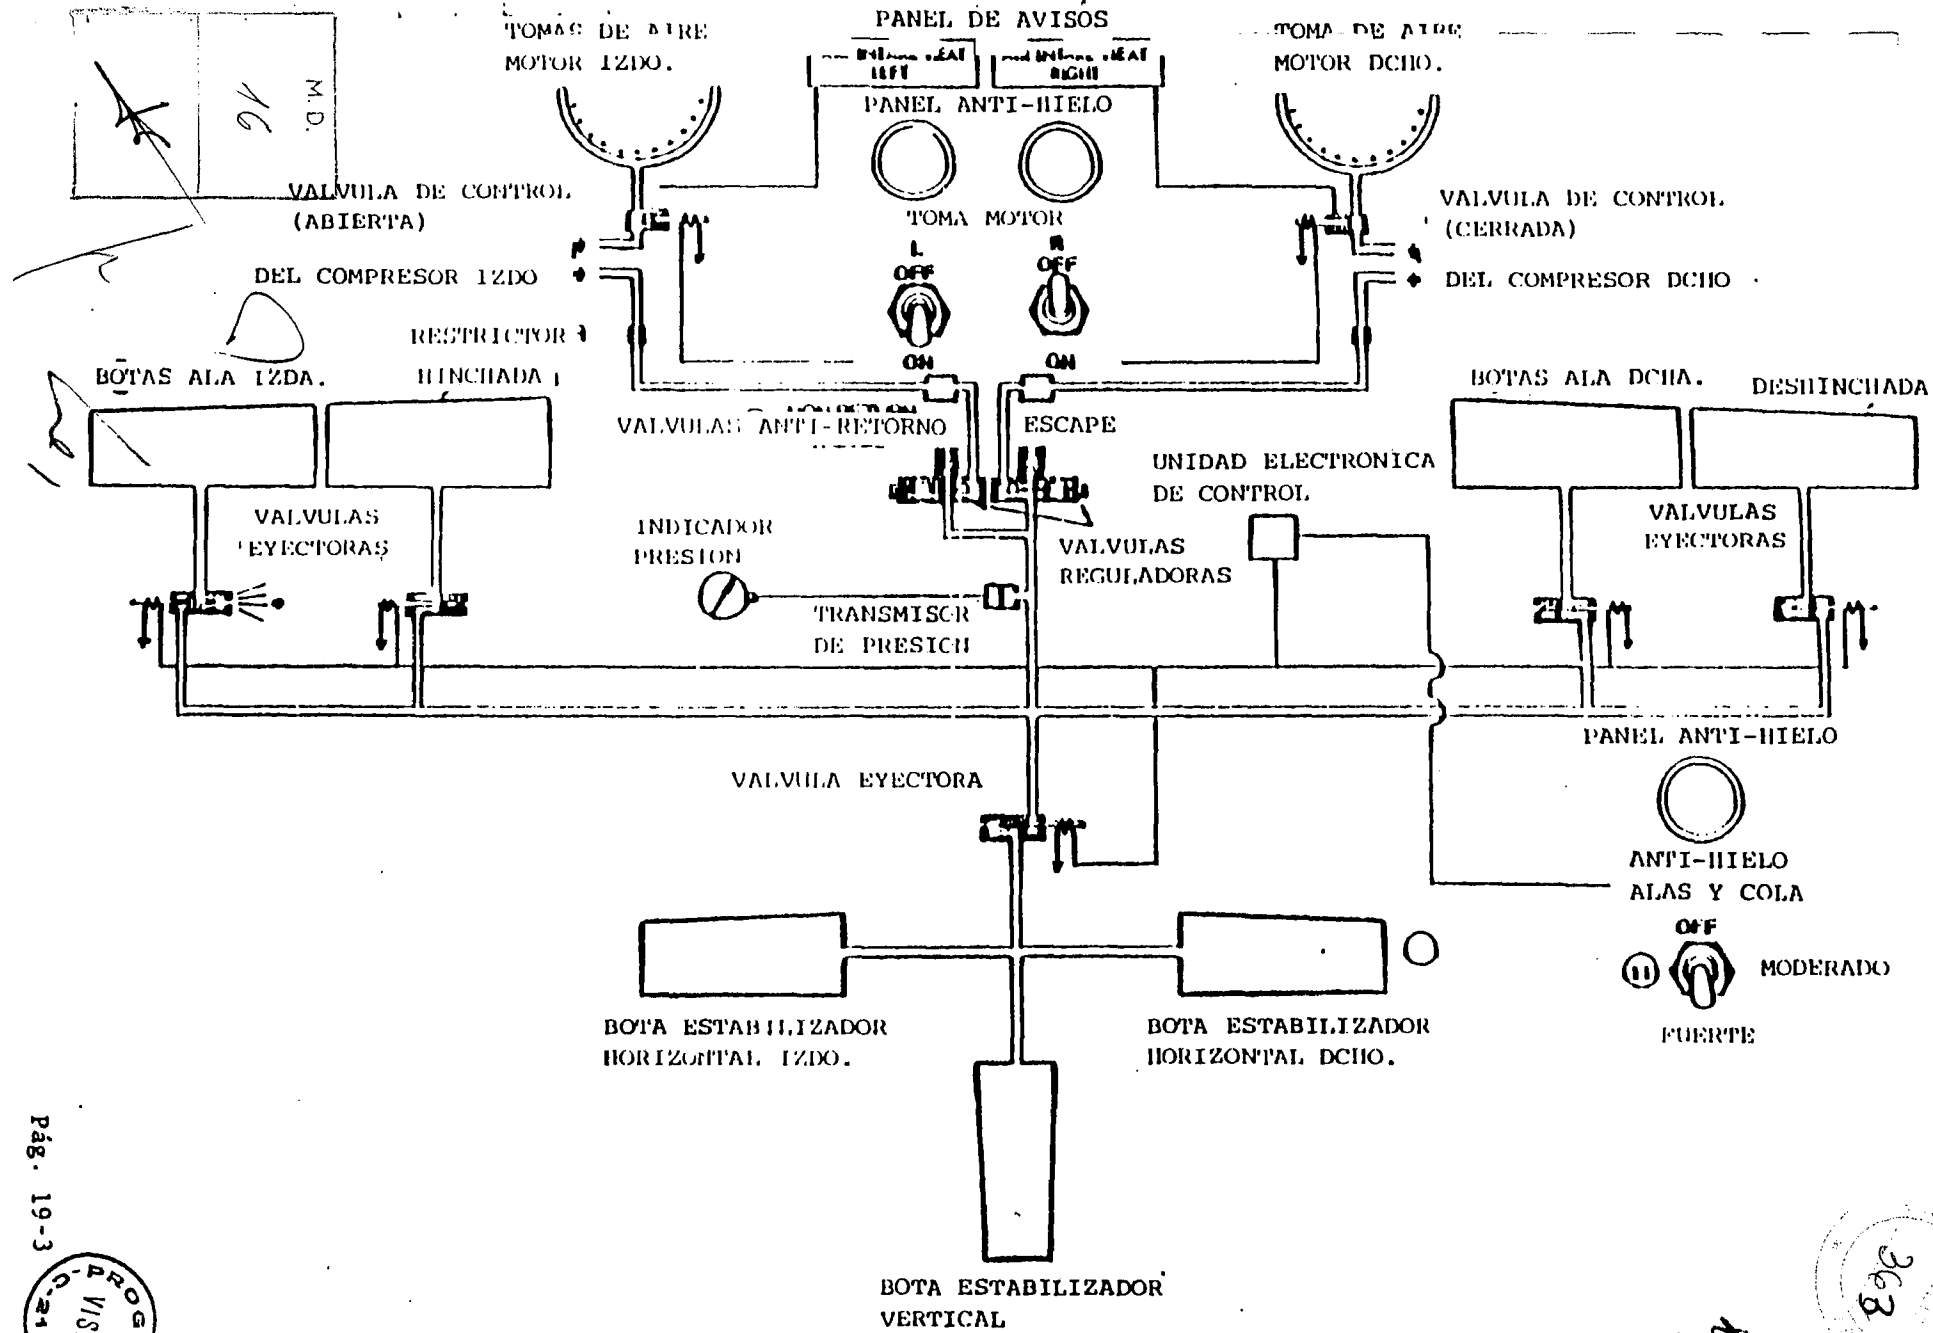 PANEL DE AVISOS
TOMAS DE AIRE
MOTOR IZDO.
LEFT
RIGHT
TOMA DE AIRE
MOTOR DCHO.
M.D.
16
PANEL ANTI-HIELO
VALVULA DE CONTROL
(ABIERTA)
TOMA MOTOR
L
R
OFF
OFF
VALVULA DE CONTROL
(CERRADA)
DEL COMPRESOR IZDO
DEL COMPRESOR DCHO
RESTRICTOR
ON
ON
BOTAS ALA IZDA.
HINCHADA
BOTAS ALA DCHA.
DESHINCHADA
VALVULAS ANTI-RETORNO
ESCAPE
UNIDAD ELECTRONICA
DE CONTROL
VALVULAS
EYECTORAS
INDICADOR
PRESION
VALVULAS
REGULADORAS
VALVULAS
EYECTORAS
TRANSMISOR
DE PRESION
PANEL ANTI-HIELO
VALVULA EYECTORA
ANTI-HIELO
ALAS Y COLA
OFF
MODERADO
FUERTE
BOTA ESTABILIZADOR
HORIZONTAL IZDO.
BOTA ESTABILIZADOR
HORIZONTAL DCHO.
BOTA ESTABILIZADOR
VERTICAL
Pág. 19-3
363